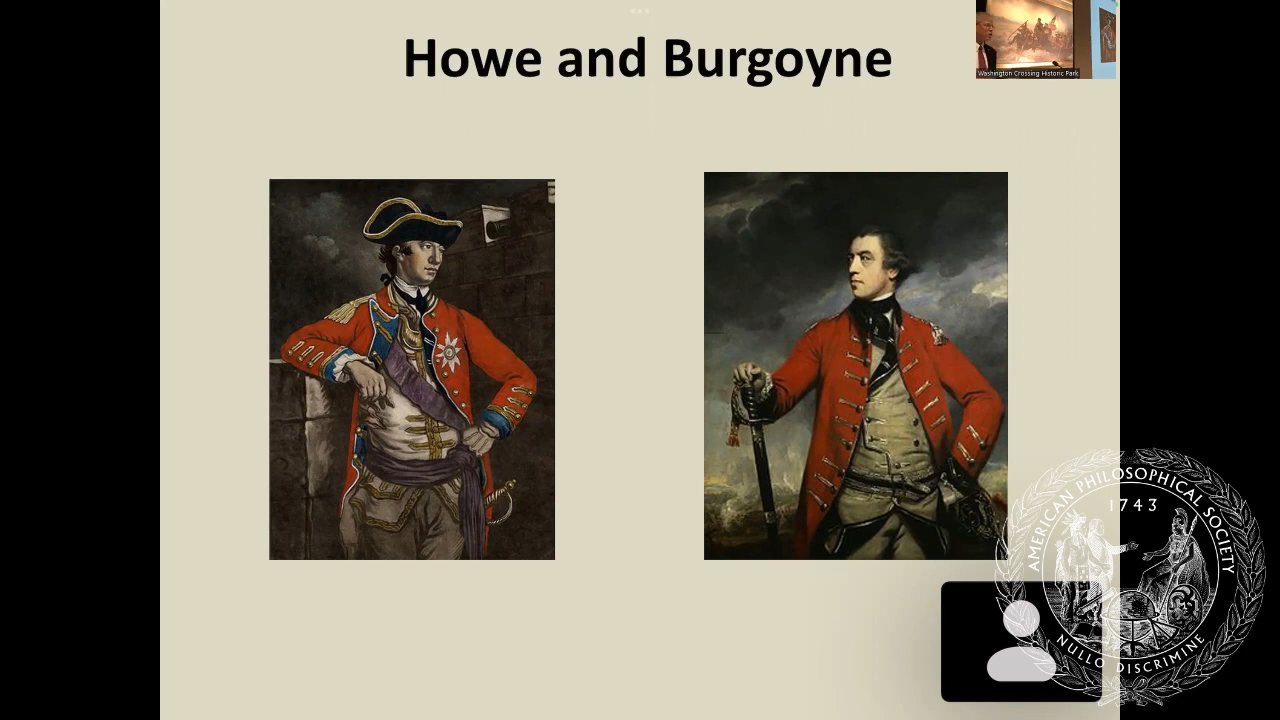 Howe and Burgoyne
Washington Crossing Historic Park
AMERICAN PHILOSOPHICAL SOCIETY
1743
NULLO DISCRIMINE